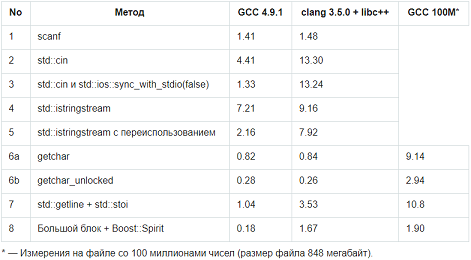 No Метод GCC 4.9.1 clang 3.5.0 + libc++ GCC 100M*
1 scanf 1.41 1.48
2 std::cin 4.41 13.30
3 std::cin и std::ios::sync_with_stdio(false) 1.33 13.24
4 std::istringstream 7.21 9.16
5 std::istringstream с переиспользованием 2.16 7.92
6a getchar 0.82 0.84 9.14
6b getchar_unlocked 0.28 0.26 2.94
7 std::getline + std::stoi 1.04 3.53 10.8
8 Большой блок + Boost::Spirit 0.18 1.67 1.90
* — Измерения на файле со 100 миллионами чисел (размер файла 848 мегабайт).